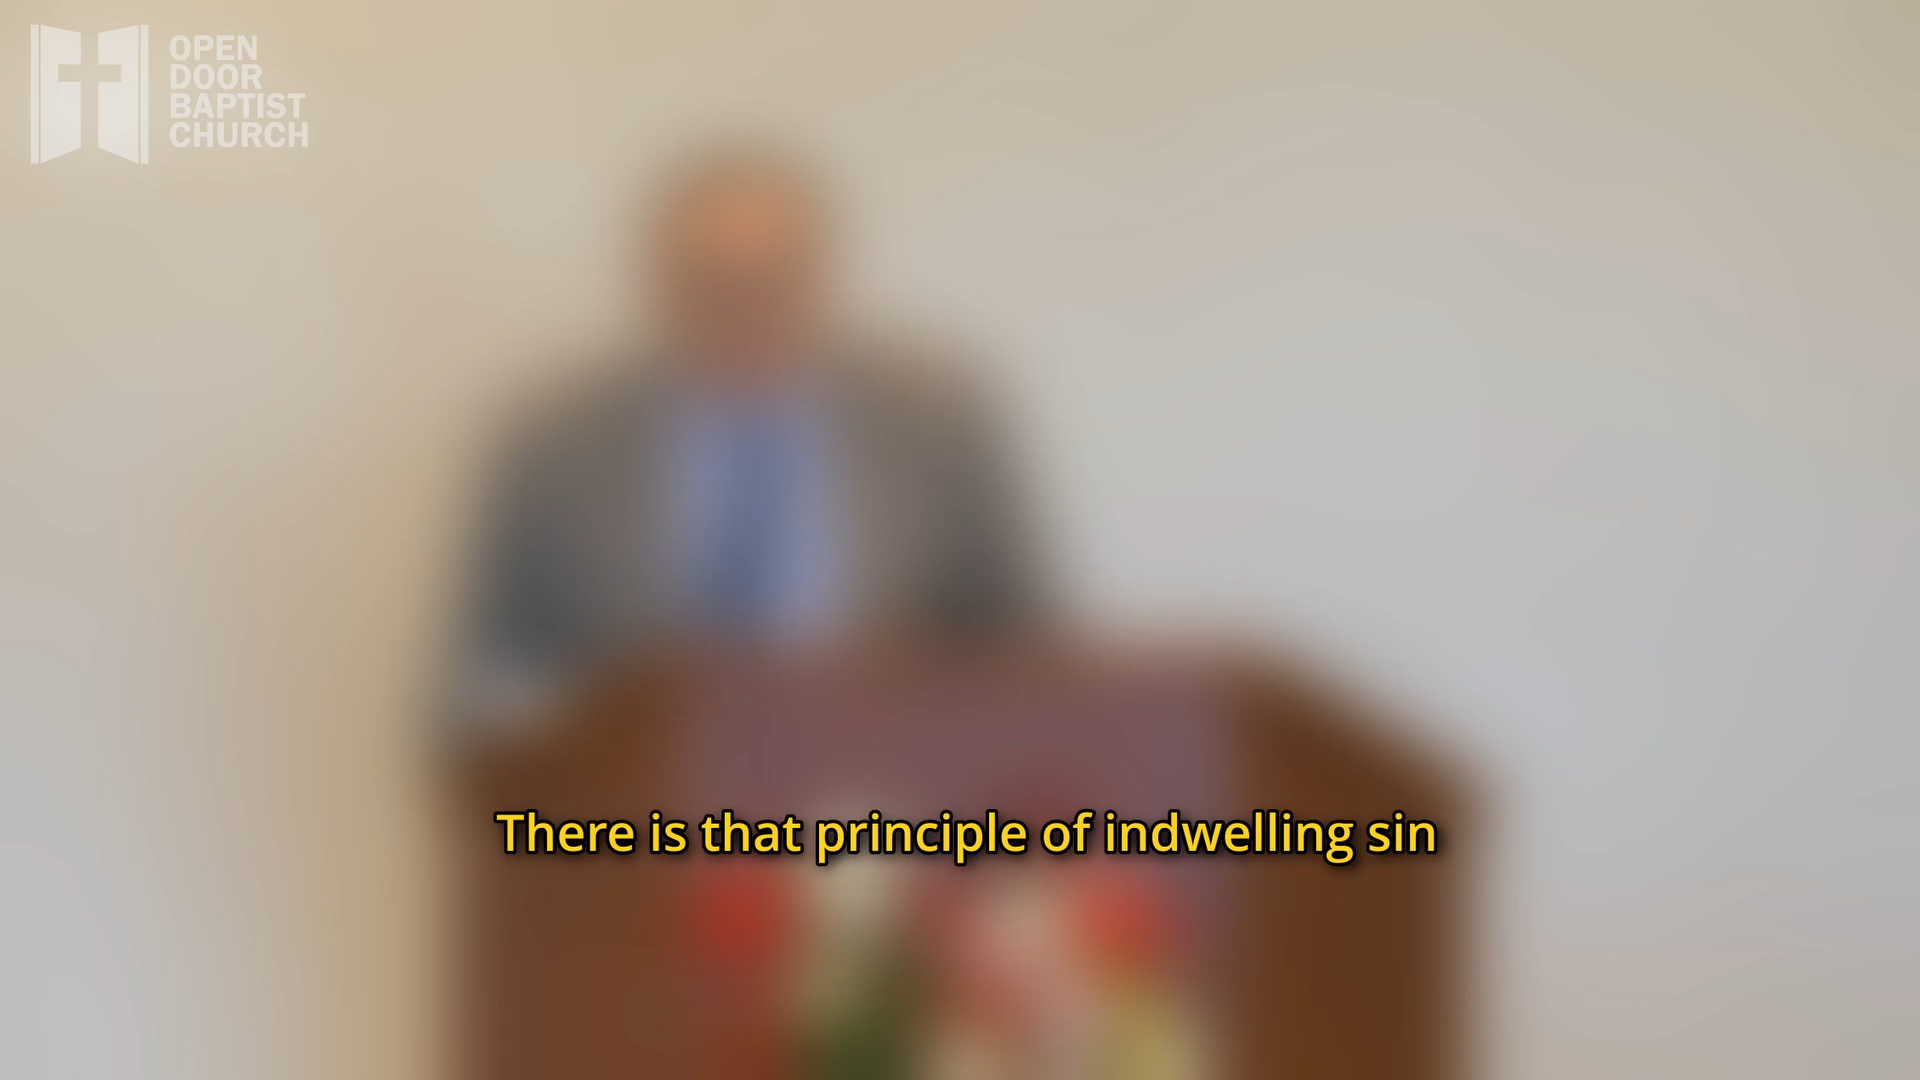 OPEN
DOOR
BAPTIST
CHURCH
There is that principle of indwelling sin